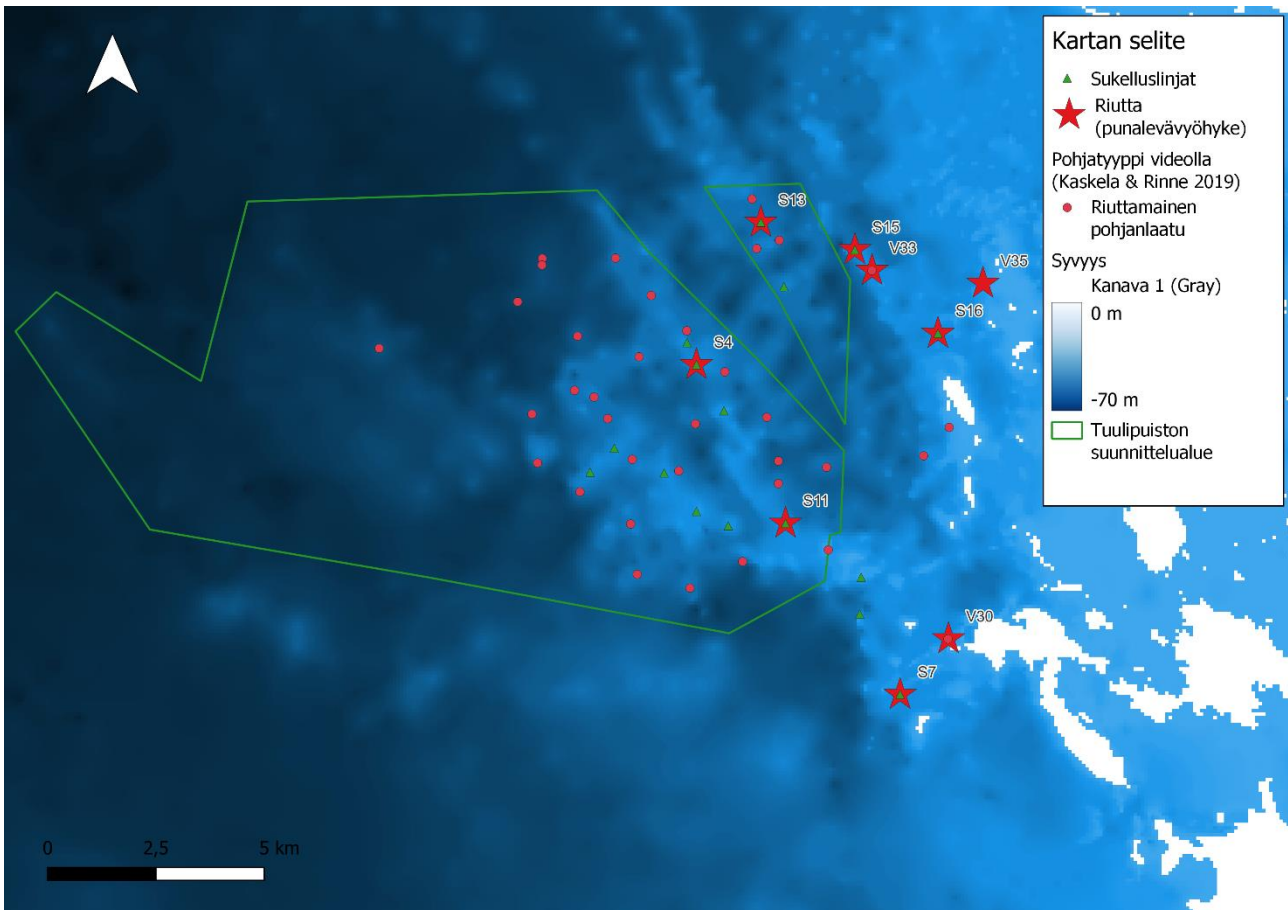 Kartan selite
Sukelluslinjat
Riutta
(punalevävyöhyke)
Pohjatyyppi videolla
(Kaskela & Rinne 2019)
Riuttamainen
pohjanlaatu
Syvyys
Kanava 1 (Gray)
0 m
-70 m
Tuulipuiston
suunnittelualue
S13
S15
V33
V35
S16
S4
S11
V30
S7
0 2,5 5 km